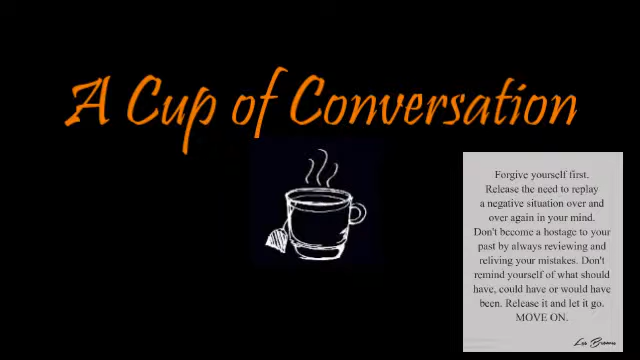 A Cup of Conversation
Forgive yourself first.
Release the need to replay
a negative situation over and
over again in your mind.
Don't become a hostage to your
past by always reviewing and
reliving your mistakes. Don't
remind yourself of what should
have, could have or would have
been. Release it and let it go.
MOVE ON.
Les Brown